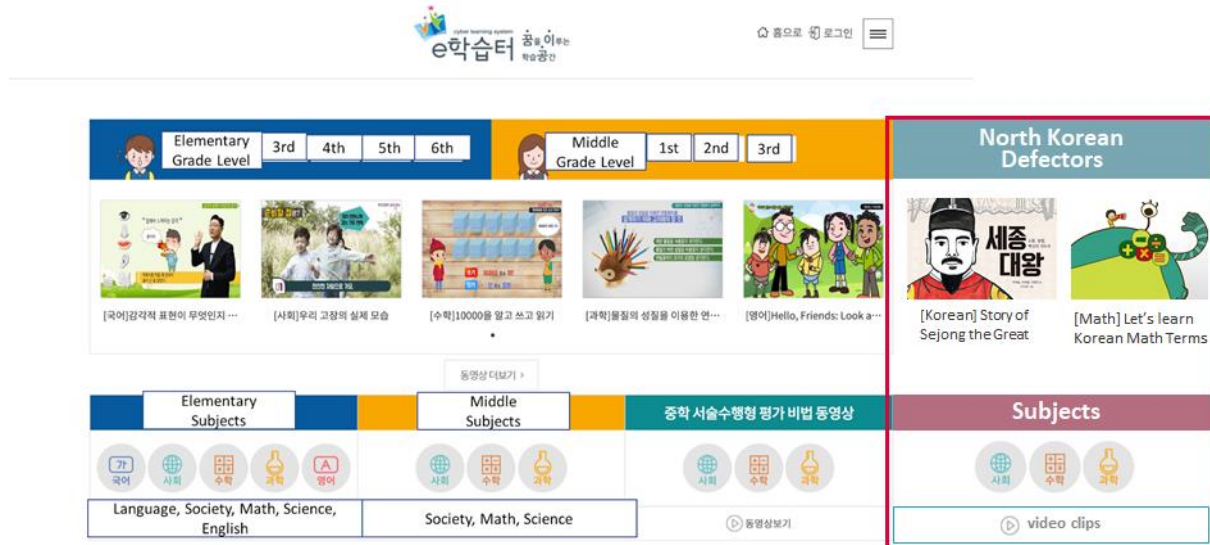 cyber learning system
e학습터 꿈을이루는
학습공간
홈으로 로그인
Elementary
Grade Level
3rd 4th 5th 6th
Middle
Grade Level
1st 2nd 3rd
North Korean
Defectors
세종
대왕
[국어]감각적 표현이 무엇인지 …
[사회]우리 고장의 실제 모습
[수학]10000을 알고 쓰고 읽기
[과학]물질의 성질을 이용한 연…
[영어]Hello, Friends: Look a…
[Korean] Story of
Sejong the Great
[Math] Let's learn
Korean Math Terms
동영상 더보기 >
Elementary
Subjects
Middle
Subjects
중학 서술수행형 평가 비법 동영상
Subjects
가 국어 사회 수학 과학 A 영어
사회 수학 과학
사회 수학 과학
사회 수학 과학
Language, Society, Math, Science,
English
Society, Math, Science
동영상보기
video clips